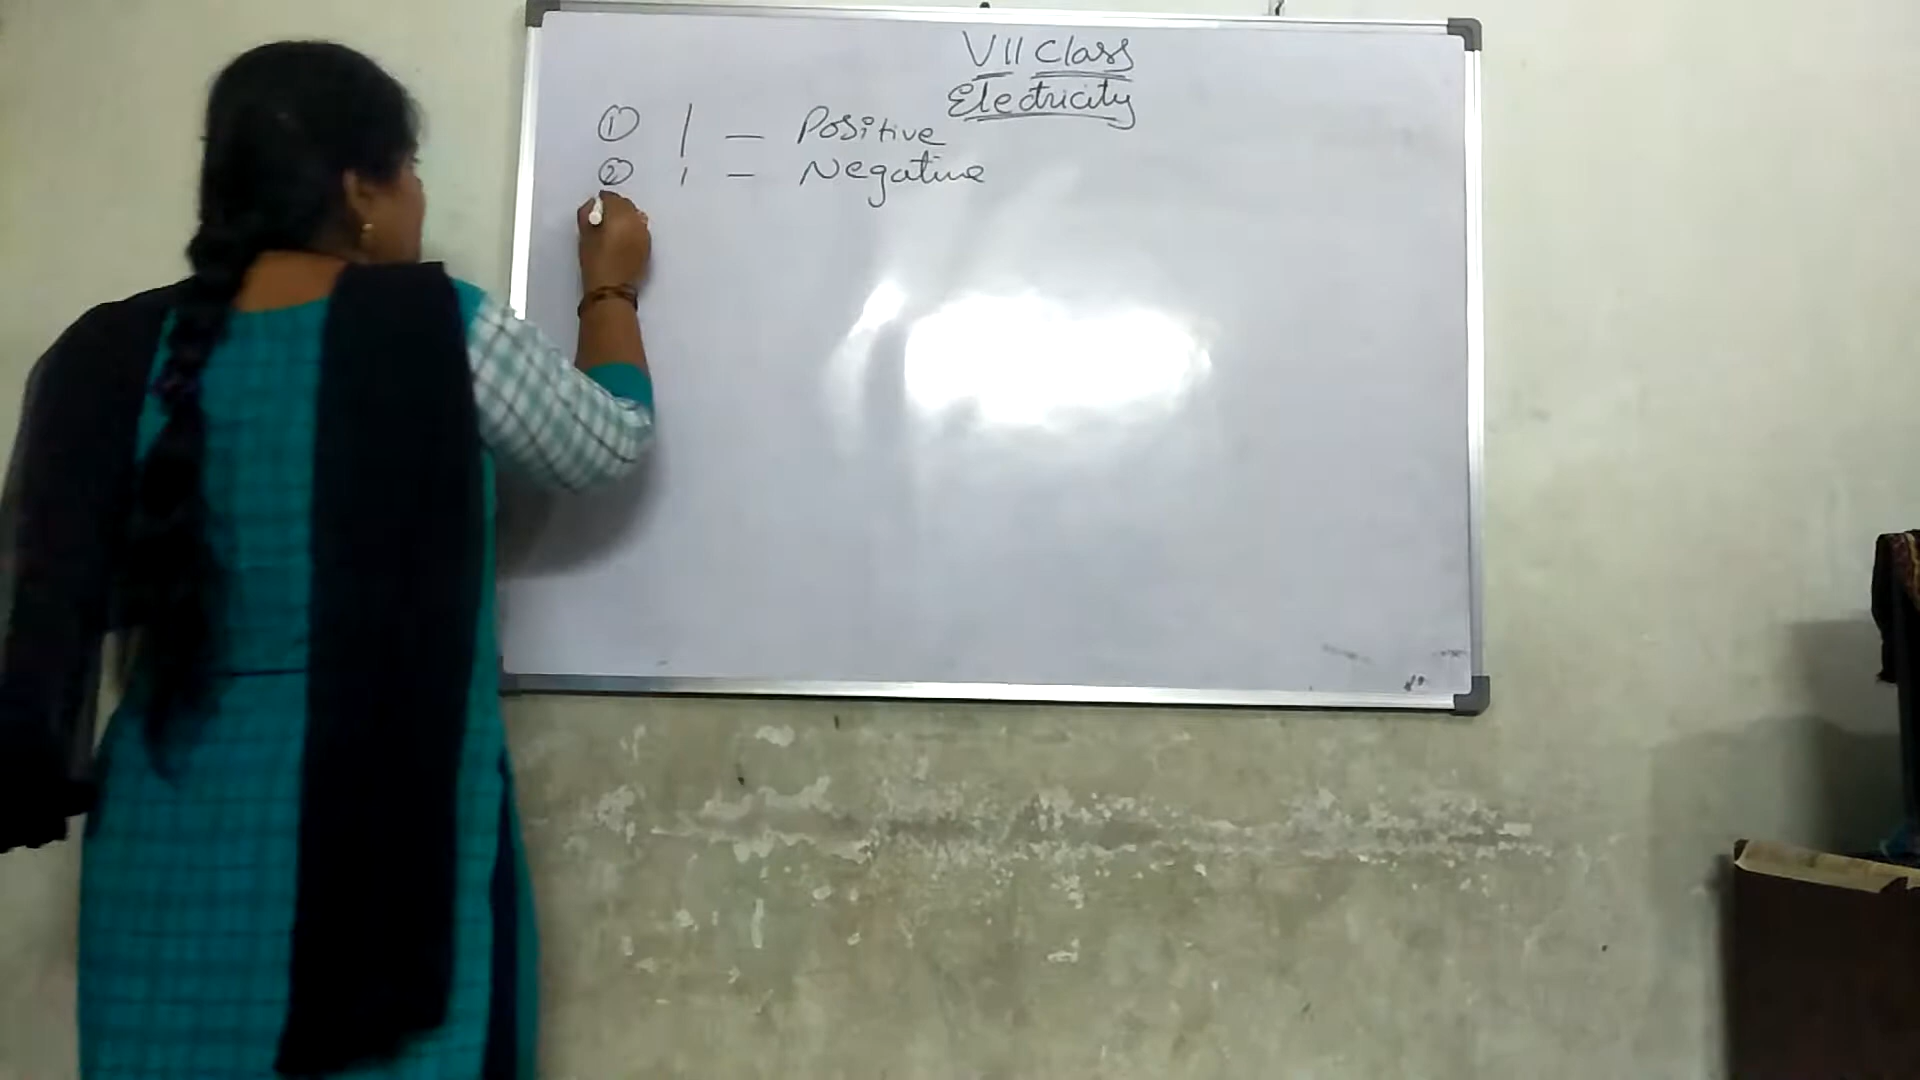 VII Class
Electricity
① | — Positive
② ı — Negative